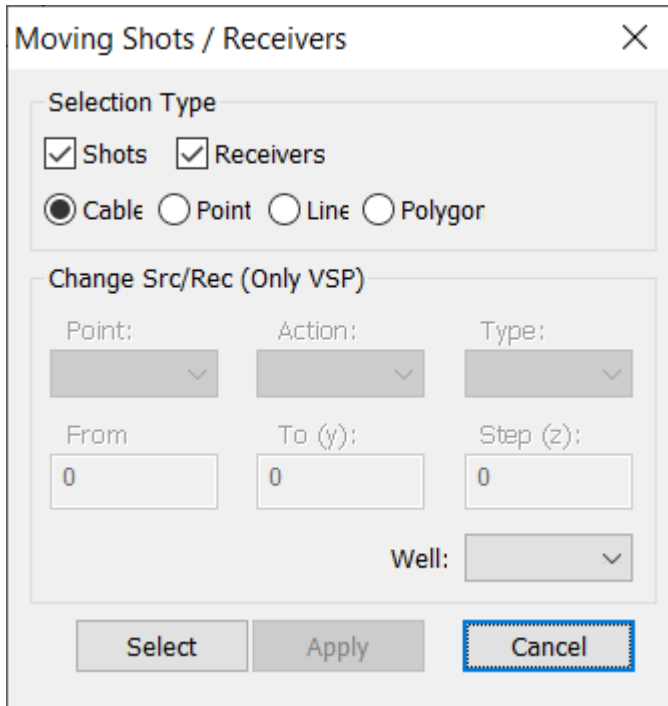 Moving Shots / Receivers
Selection Type
Shots Receivers
Cable Point Line Polygor
Change Src/Rec (Only VSP)
Point: Action: Type:
From To (y): Step (z):
0 0 0
Well:
Select Apply Cancel